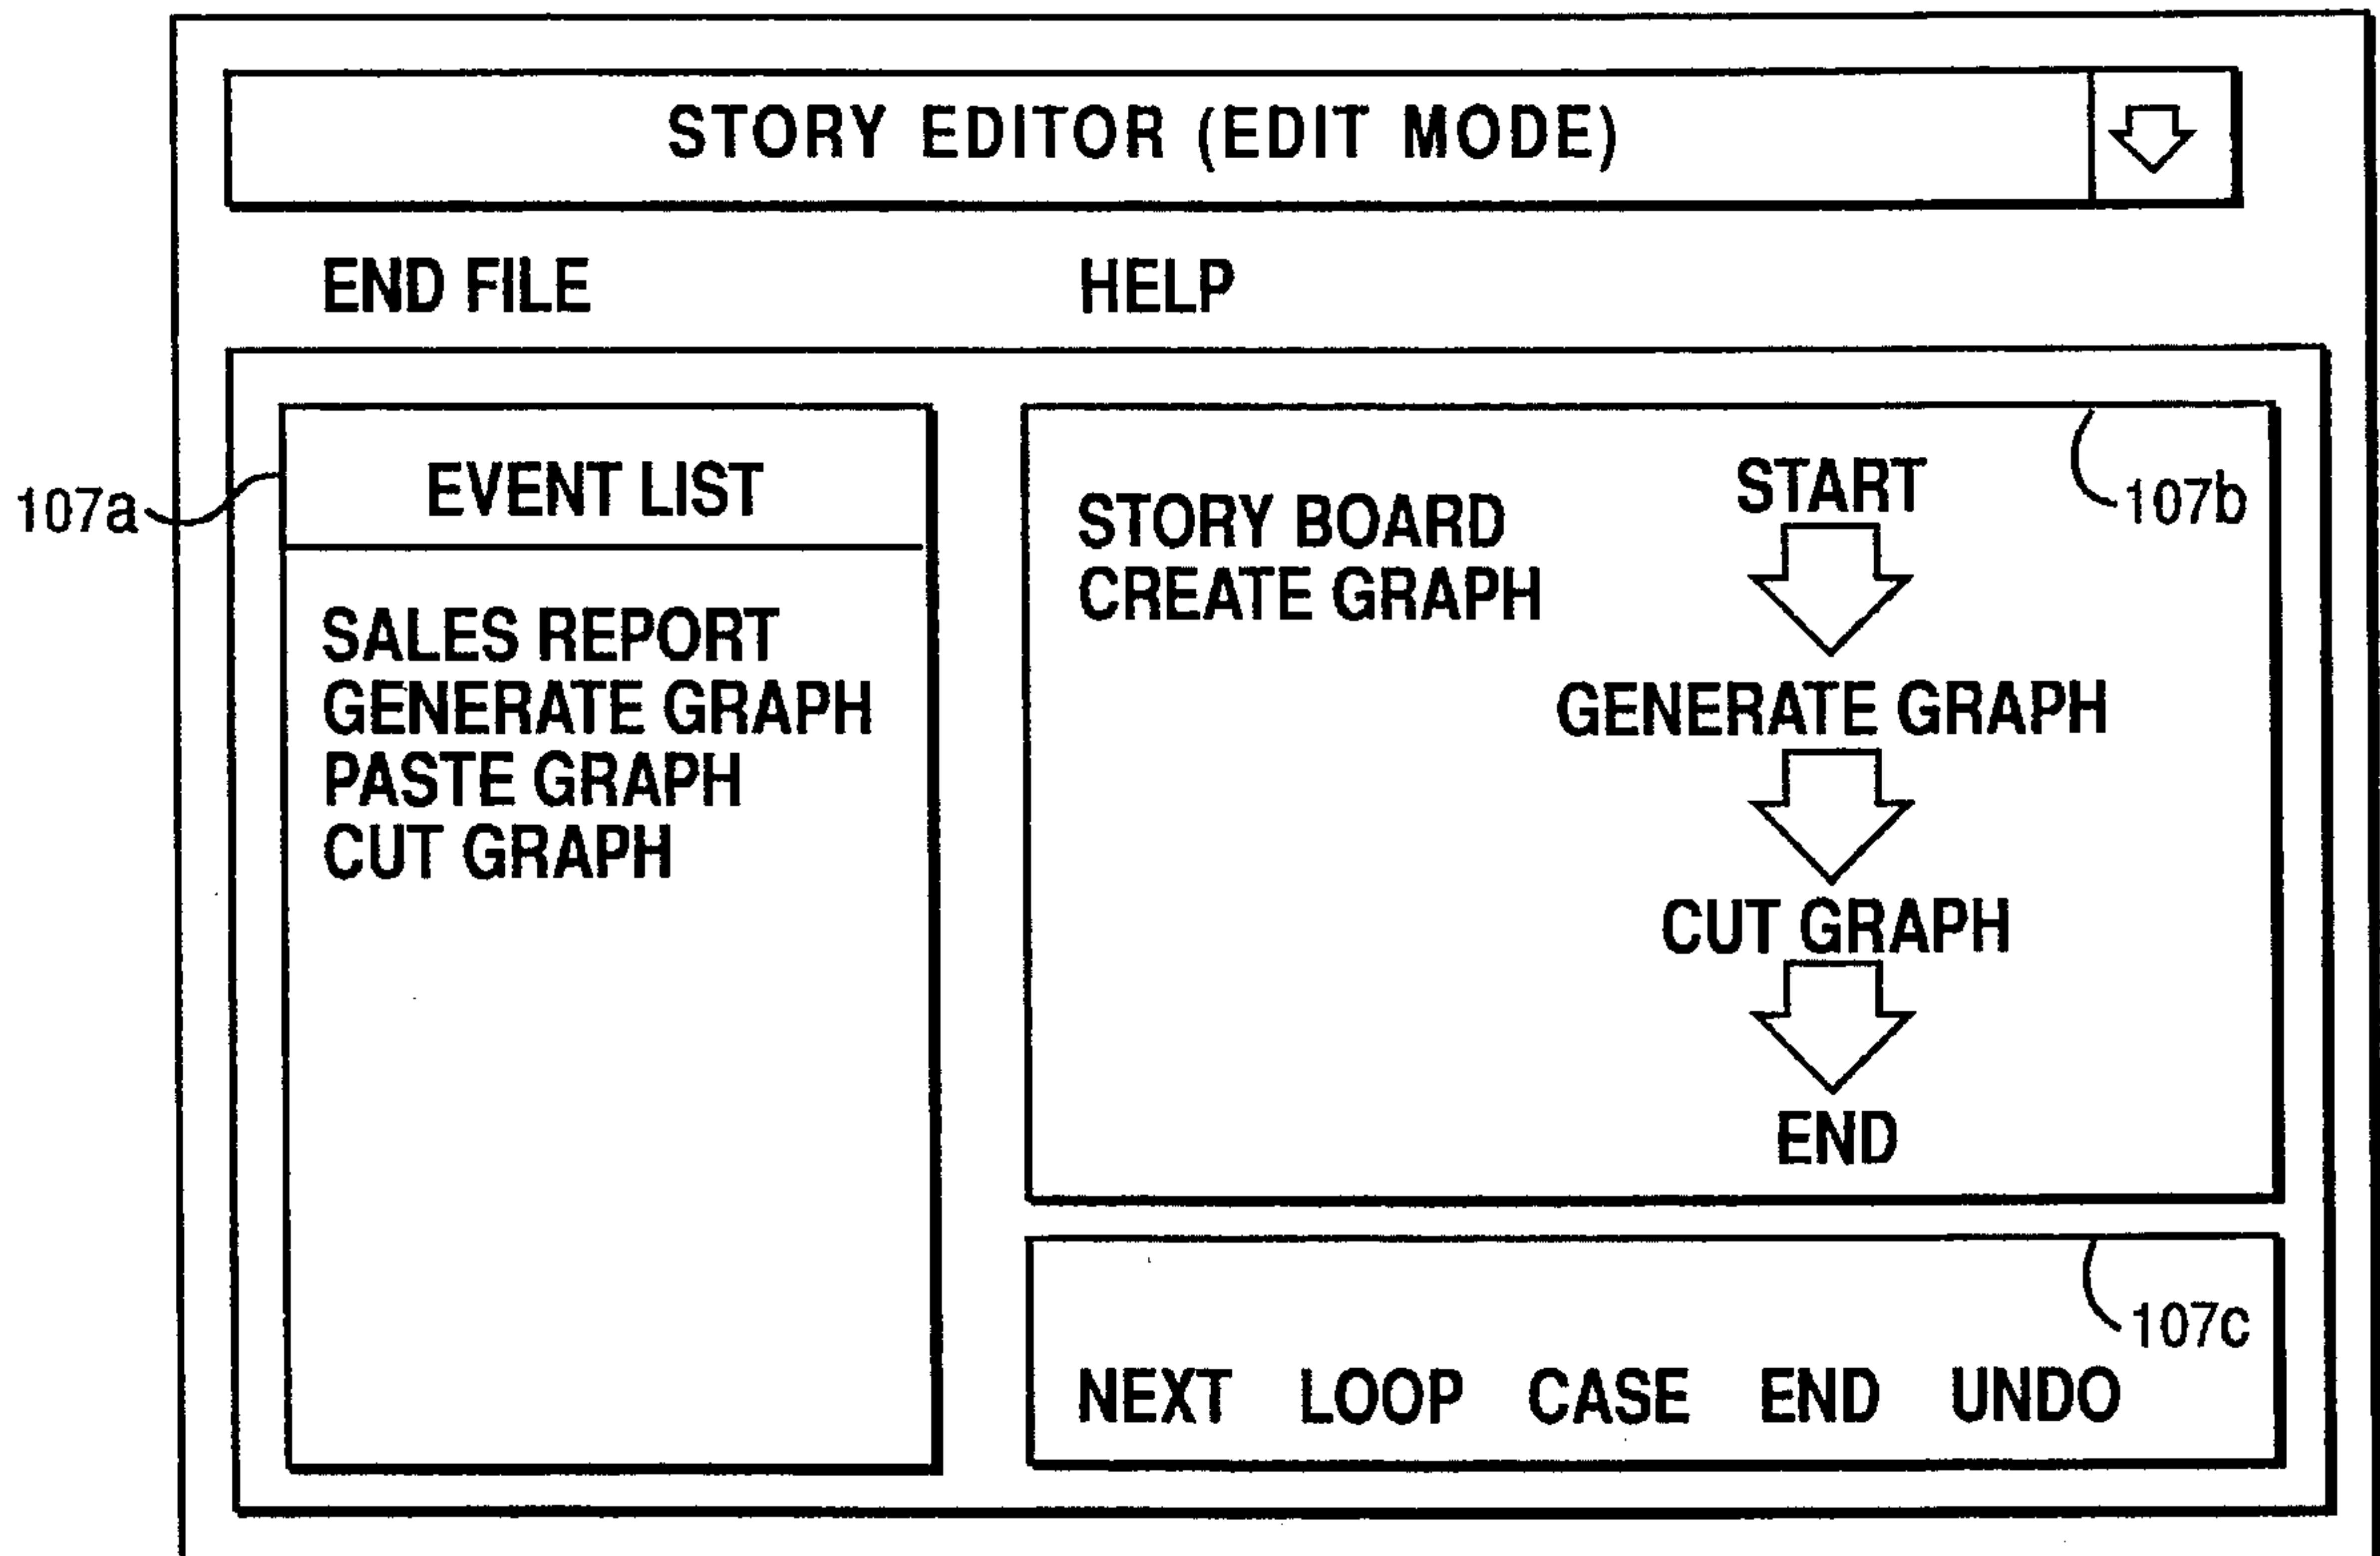 STORY EDITOR (EDIT MODE)
END FILE
HELP
107a
EVENT LIST
SALES REPORT
GENERATE GRAPH
PASTE GRAPH
CUT GRAPH
107b
STORY BOARD
CREATE GRAPH
START
GENERATE GRAPH
CUT GRAPH
END
107c
NEXT LOOP CASE END UNDO